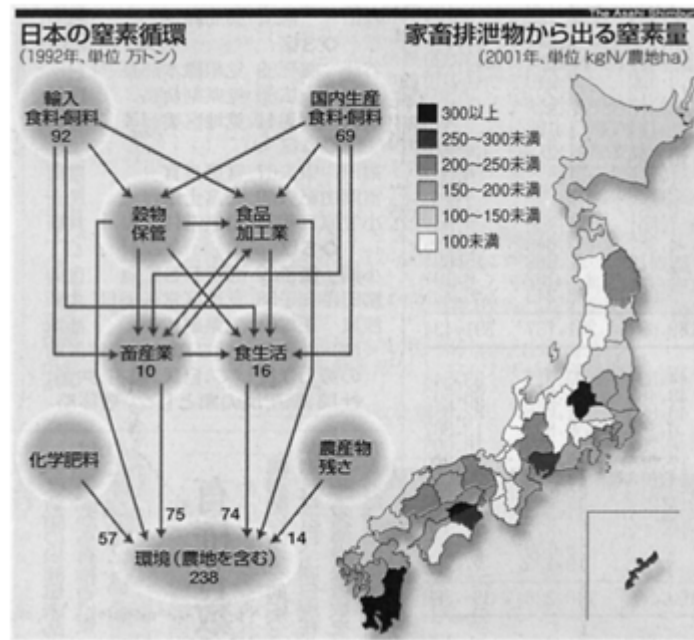 The Asahi Shimbun
日本の窒素循環
(1992年、単位 万トン)
輸入
食料・飼料
92
国内生産
食料・飼料
69
穀物
保管
食品
加工業
畜産業
10
食生活
16
化学肥料
農産物
残さ
57
75
74
14
環境(農地を含む)
238
家畜排泄物から出る窒素量
(2001年、単位 kgN/農地ha)
300以上
250〜300未満
200〜250未満
150〜200未満
100〜150未満
100未満